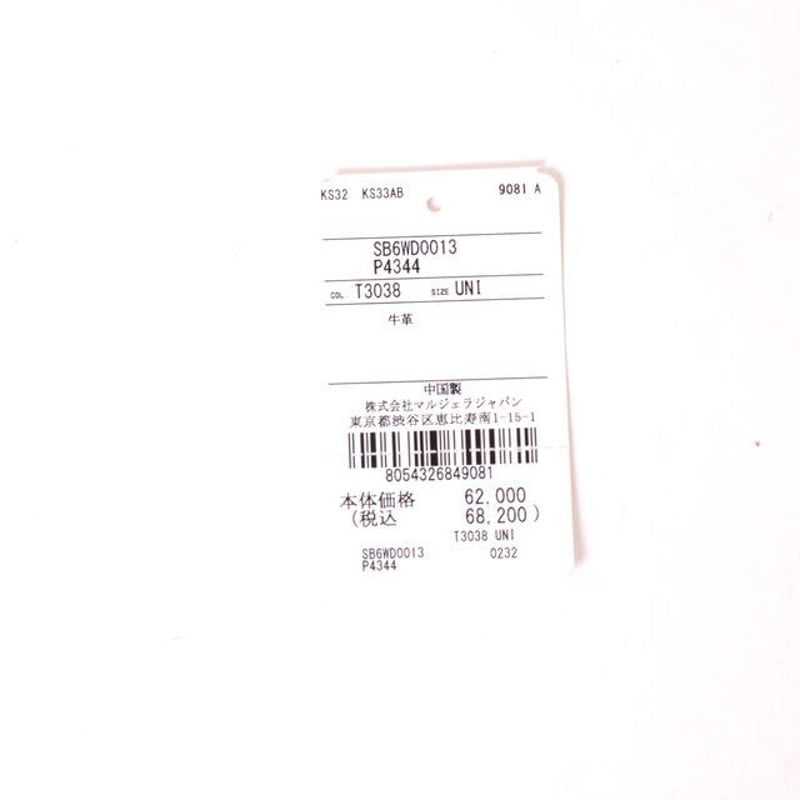 KS32 KS33AB 9081 A
SB6WD0013
P4344
COL. T3038 SIZE UNI
牛革
中国製
株式会社マルジェラジャパン
東京都渋谷区恵比寿南1-15-1
8054326849081
本体価格 62,000
(税込 68,200)
T3038 UNI
SB6WD0013 0232
P4344